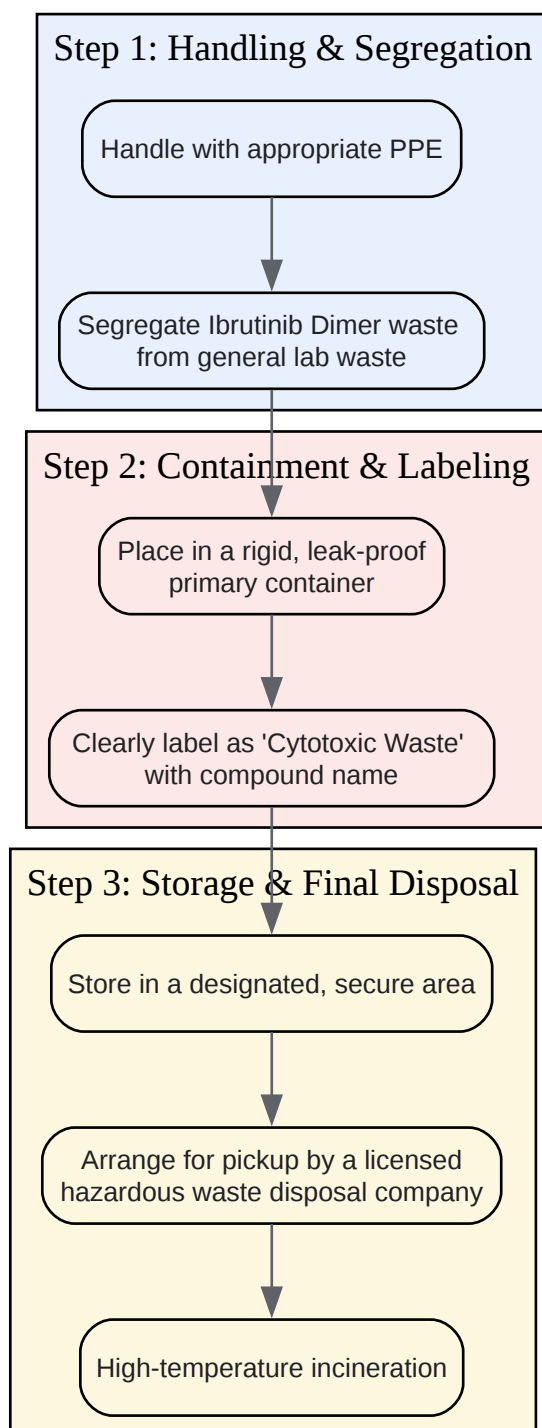 Step 1: Handling & Segregation
Handle with appropriate PPE
Segregate Ibrutinib Dimer waste
from general lab waste
Step 2: Containment & Labeling
Place in a rigid, leak-proof
primary container
Clearly label as 'Cytotoxic Waste'
with compound name
Step 3: Storage & Final Disposal
Store in a designated, secure area
Arrange for pickup by a licensed
hazardous waste disposal company
High-temperature incineration